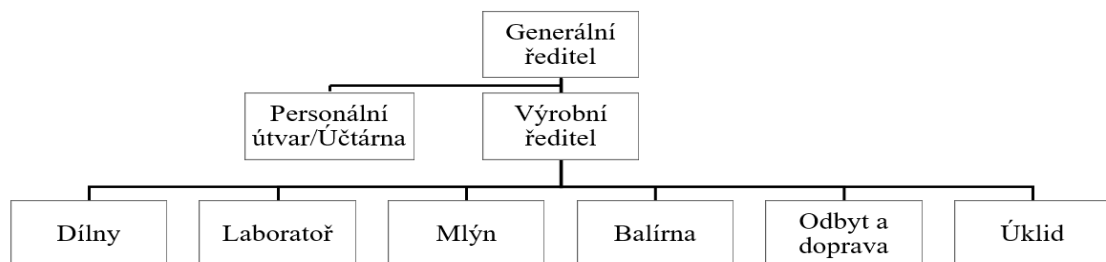 Generální
ředitel
Personální
útvar/Účtárna
Výrobní
ředitel
Dílny
Laboratoř
Mlýn
Balírna
Odbyt a
doprava
Úklid